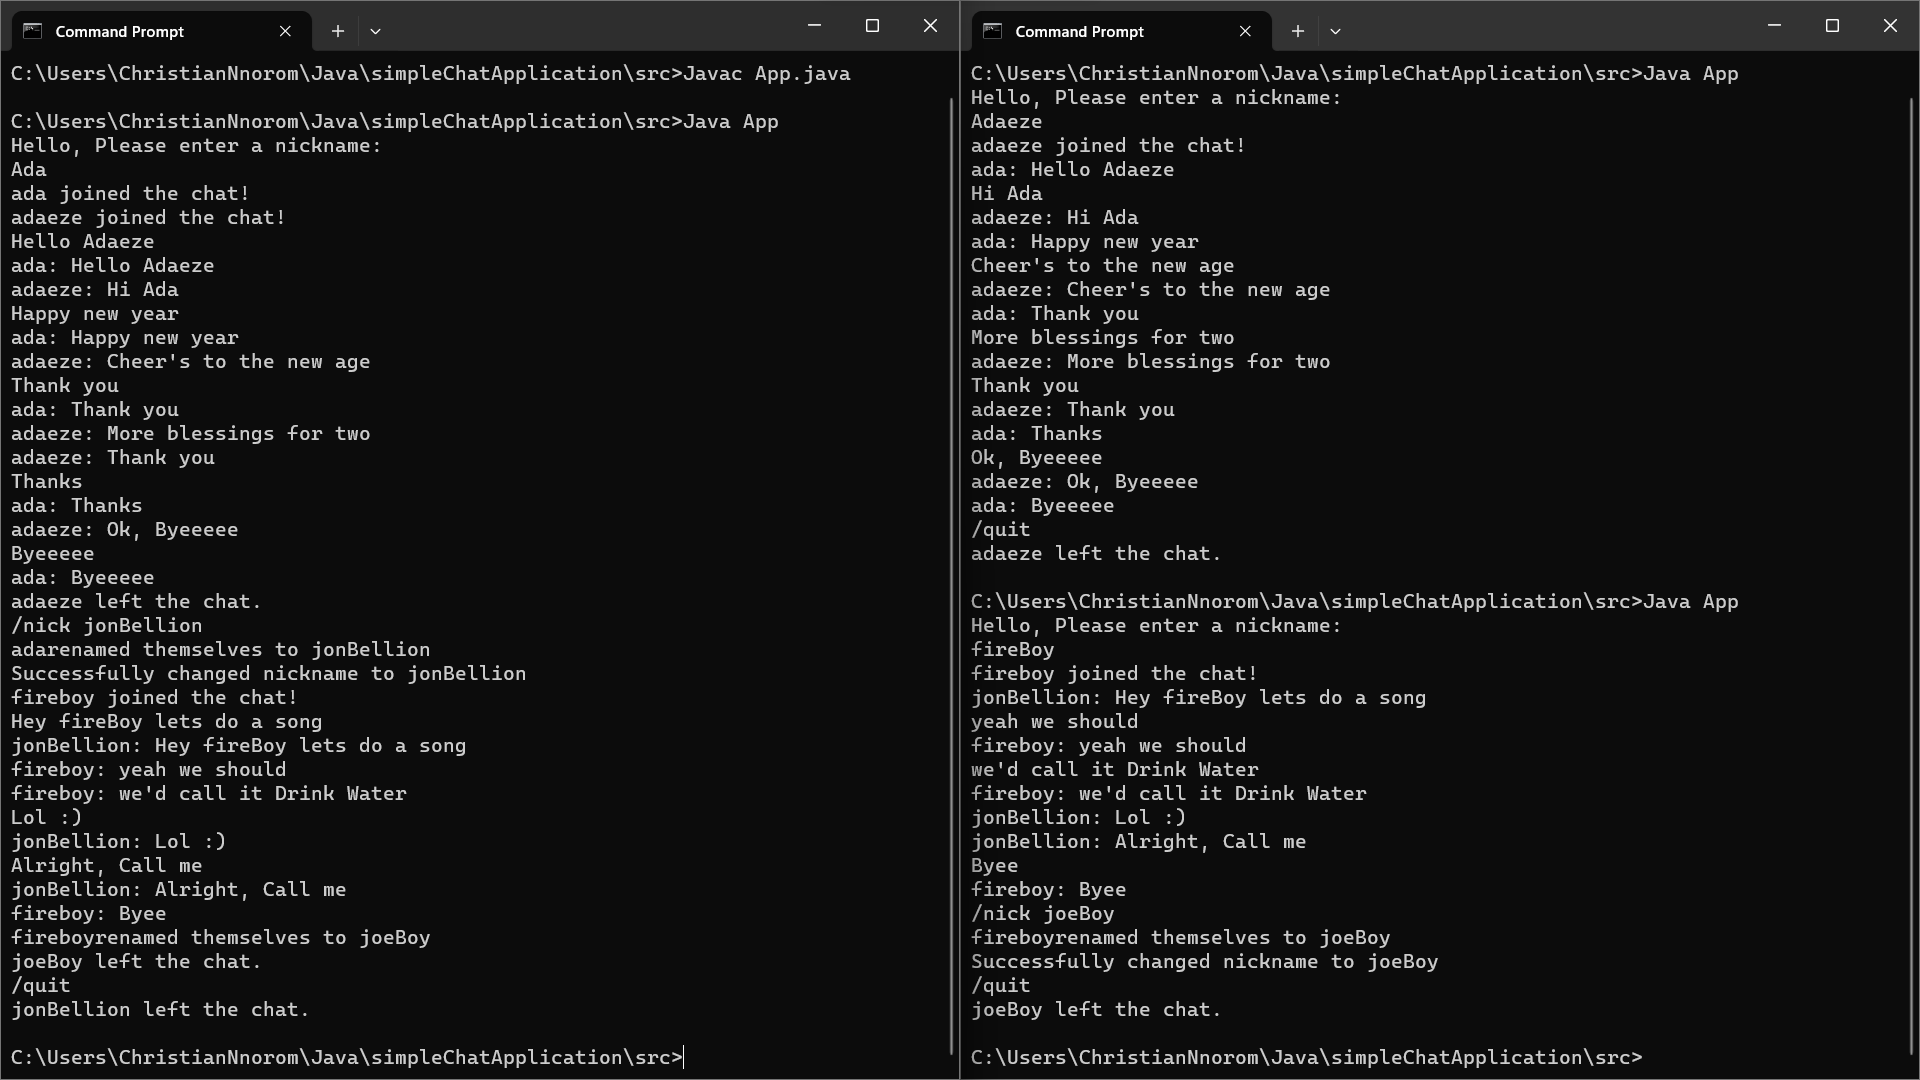 Command Prompt
C:\Users\ChristianNnorom\Java\simpleChatApplication\src>Javac App.java
C:\Users\ChristianNnorom\Java\simpleChatApplication\src>Java App
Hello, Please enter a nickname:
Ada
ada joined the chat!
adaeze joined the chat!
Hello Adaeze
ada: Hello Adaeze
adaeze: Hi Ada
Happy new year
ada: Happy new year
adaeze: Cheer's to the new age
Thank you
ada: Thank you
adaeze: More blessings for two
adaeze: Thank you
Thanks
ada: Thanks
adaeze: Ok, Byeeeee
Byeeeee
ada: Byeeeee
adaeze left the chat.
/nick jonBellion
adarenamed themselves to jonBellion
Successfully changed nickname to jonBellion
fireboy joined the chat!
Hey fireBoy lets do a song
jonBellion: Hey fireBoy lets do a song
fireboy: yeah we should
fireboy: we'd call it Drink Water
Lol :)
jonBellion: Lol :)
Alright, Call me
jonBellion: Alright, Call me
fireboy: Byee
fireboyrenamed themselves to joeBoy
joeBoy left the chat.
/quit
jonBellion left the chat.
C:\Users\ChristianNnorom\Java\simpleChatApplication\src>
Command Prompt
C:\Users\ChristianNnorom\Java\simpleChatApplication\src>Java App
Hello, Please enter a nickname:
Adaeze
adaeze joined the chat!
ada: Hello Adaeze
Hi Ada
adaeze: Hi Ada
ada: Happy new year
Cheer's to the new age
adaeze: Cheer's to the new age
ada: Thank you
More blessings for two
adaeze: More blessings for two
Thank you
adaeze: Thank you
ada: Thanks
Ok, Byeeeee
adaeze: Ok, Byeeeee
ada: Byeeeee
/quit
adaeze left the chat.
C:\Users\ChristianNnorom\Java\simpleChatApplication\src>Java App
Hello, Please enter a nickname:
fireBoy
fireboy joined the chat!
jonBellion: Hey fireBoy lets do a song
yeah we should
fireboy: yeah we should
we'd call it Drink Water
fireboy: we'd call it Drink Water
jonBellion: Lol :)
jonBellion: Alright, Call me
Byee
fireboy: Byee
/nick joeBoy
fireboyrenamed themselves to joeBoy
Successfully changed nickname to joeBoy
/quit
joeBoy left the chat.
C:\Users\ChristianNnorom\Java\simpleChatApplication\src>